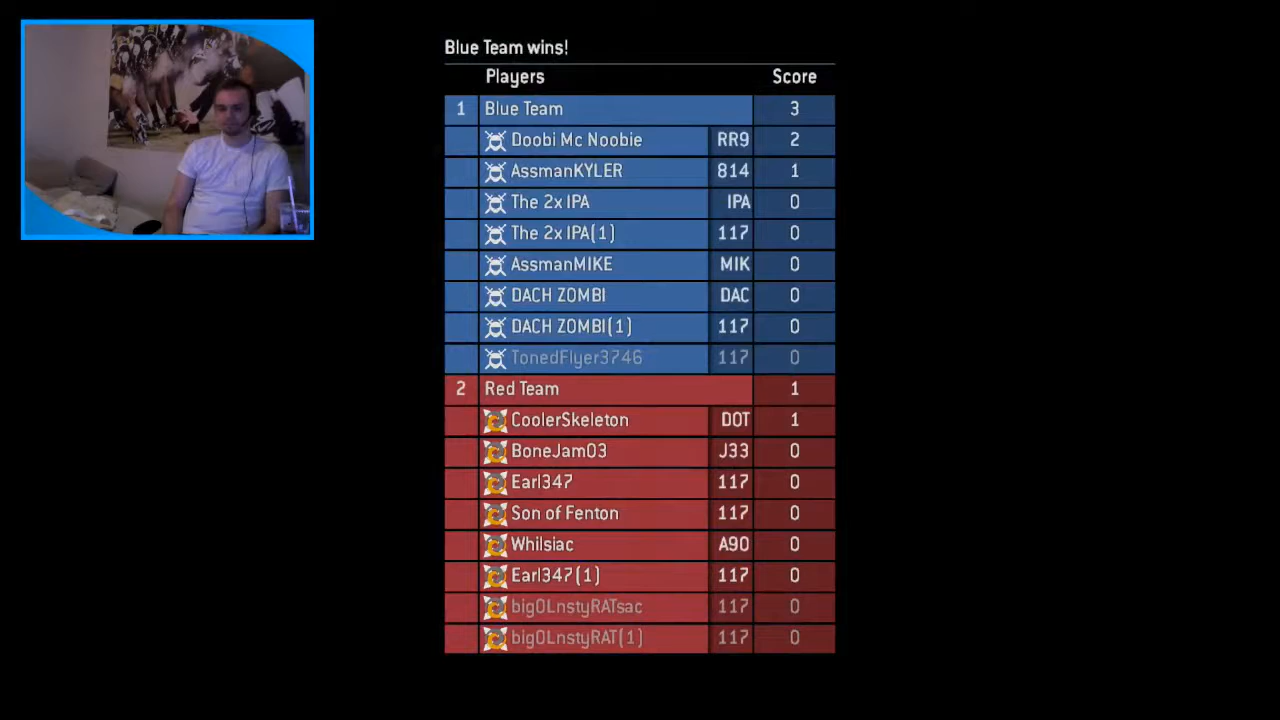 Blue Team wins!
Players Score
1 Blue Team 3
Doobi Mc Noobie RR9 2
AssmanKYLER 814 1
The 2x IPA IPA 0
The 2x IPA(1) 117 0
AssmanMIKE MIK 0
DACH ZOMBI DAC 0
DACH ZOMBI(1) 117 0
TonedFlyer3746 117 0
2 Red Team 1
CoolerSkeleton DOT 1
BoneJam03 J33 0
Earl347 117 0
Son of Fenton 117 0
Whilsiac A90 0
Earl347(1) 117 0
bigOLnstyRATsac 117 0
bigOLnstyRAT(1) 117 0